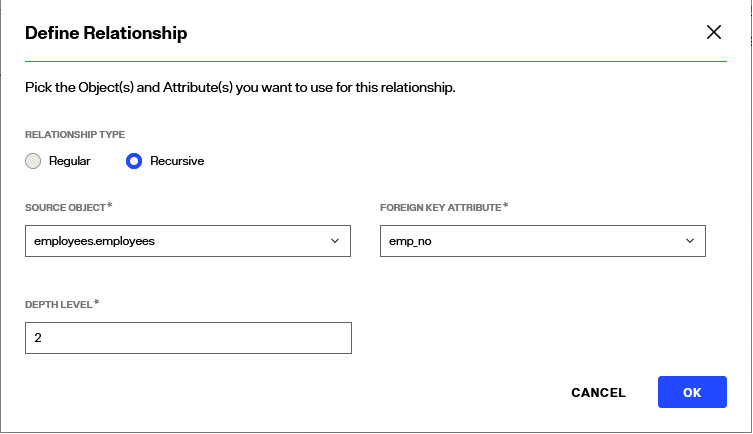 Define Relationship
Pick the Object(s) and Attribute(s) you want to use for this relationship.
RELATIONSHIP TYPE
Regular Recursive
SOURCE OBJECT* FOREIGN KEY ATTRIBUTE*
employees.employees emp_no
DEPTH LEVEL*
2
CANCEL OK